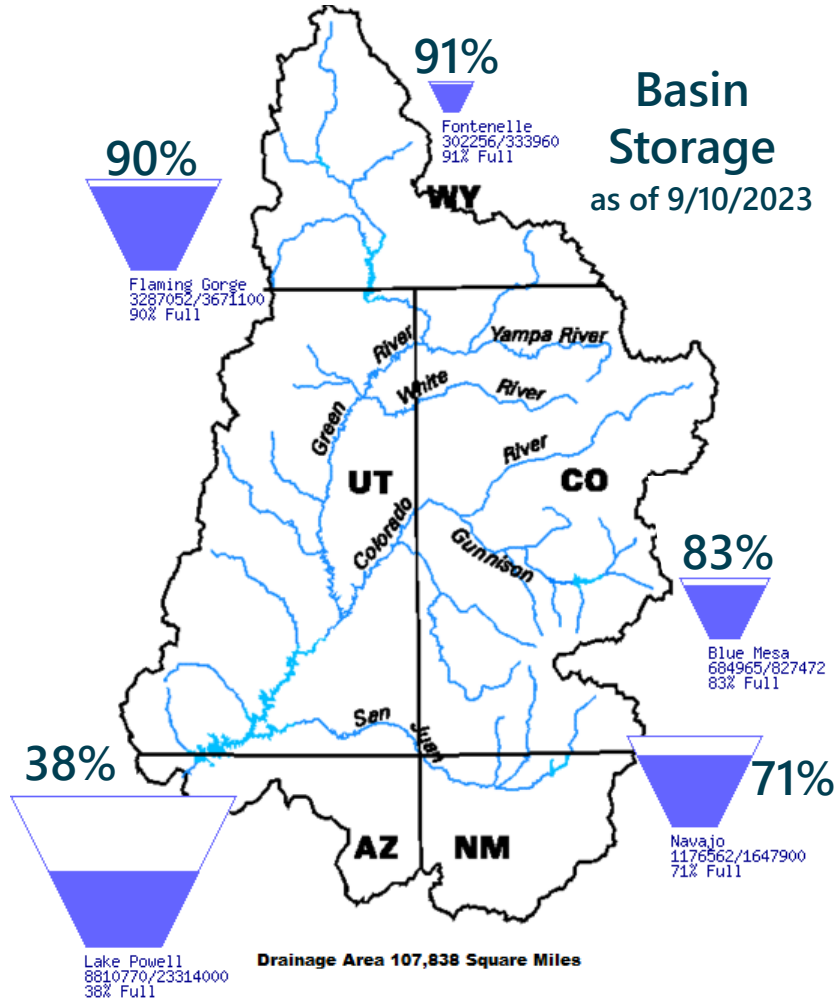 91%
Basin
Storage
as of 9/10/2023
Fontenelle
302256/333960
91% Full
90%
WY
Flaming Gorge
3287052/3671100
90% Full
River
Yampa River
White
River
Green
River
UT
CO
Colorado
Gunnison
83%
Blue Mesa
684965/827472
83% Full
San
Juan
38%
71%
Navajo
1176562/1647900
71% Full
AZ
NM
Lake Powell
8810770/23314000
38% Full
Drainage Area 107,838 Square Miles